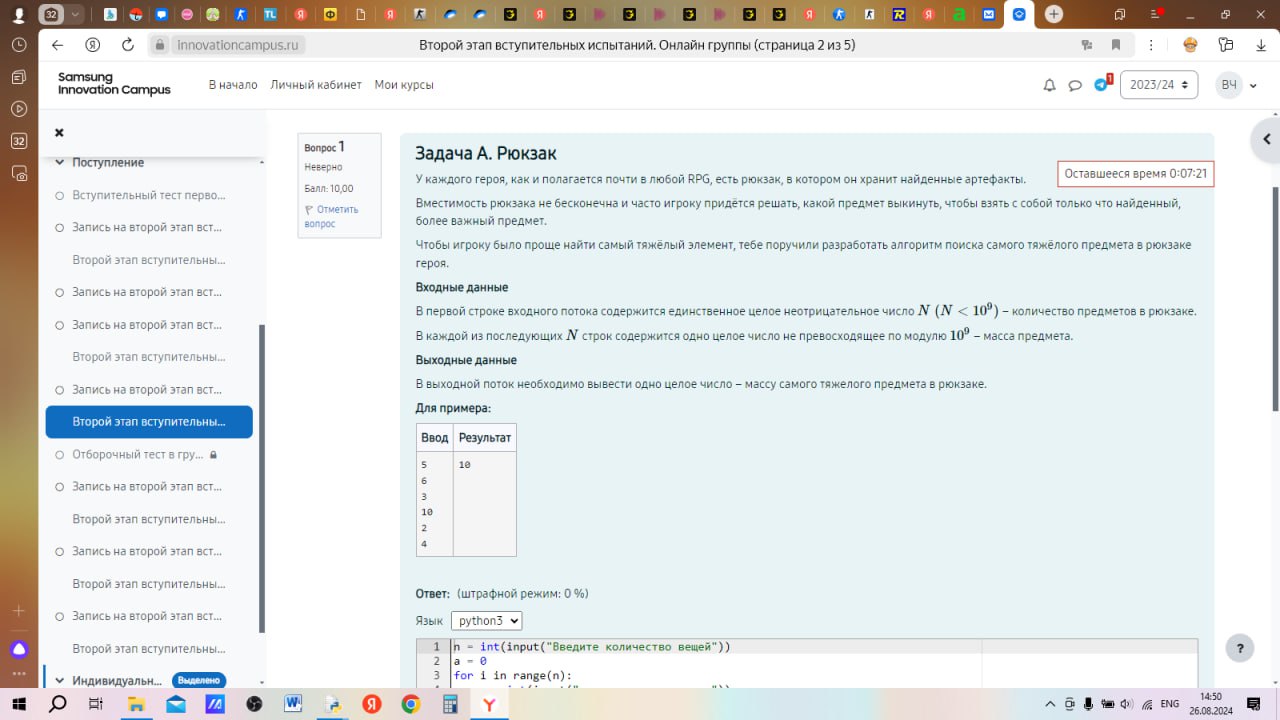 32
innovationcampus.ru
Второй этап вступительных испытаний. Онлайн группы (страница 2 из 5)
Samsung
Innovation Campus
В начало Личный кабинет Мои курсы
1
2023/24
ВЧ
32
Поступление
Вступительный тест перво...
Запись на второй этап вст...
Второй этап вступительны...
Запись на второй этап вст...
Запись на второй этап вст...
Второй этап вступительны...
Запись на второй этап вст...
Второй этап вступительны...
Отборочный тест в гру...
Запись на второй этап вст...
Второй этап вступительны...
Запись на второй этап вст...
Второй этап вступительны...
Запись на второй этап вст...
Второй этап вступительны...
Индивидуальн... Выделено
Вопрос 1
Неверно
Балл: 10,00
Отметить
вопрос
Задача A. Рюкзак
Оставшееся время 0:07:21
У каждого героя, как и полагается почти в любой RPG, есть рюкзак, в котором он хранит найденные артефакты.
Вместимость рюкзака не бесконечна и часто игроку придётся решать, какой предмет выкинуть, чтобы взять с собой только что найденный,
более важный предмет.
Чтобы игроку было проще найти самый тяжёлый элемент, тебе поручили разработать алгоритм поиска самого тяжёлого предмета в рюкзаке
героя.
Входные данные
В первой строке входного потока содержится единственное целое неотрицательное число N (N < 10⁹) – количество предметов в рюкзаке.
В каждой из последующих N строк содержится одно целое число не превосходящее по модулю 10⁹ – масса предмета.
Выходные данные
В выходной поток необходимо вывести одно целое число – массу самого тяжелого предмета в рюкзаке.
Для примера:
Ввод Результат
5 10
6
3
10
2
4
Ответ: (штрафной режим: 0 %)
Язык python3
1 n = int(input("Введите количество вещей"))
2 a = 0
3 for i in range(n):
?
ENG
14:50
26.08.2024